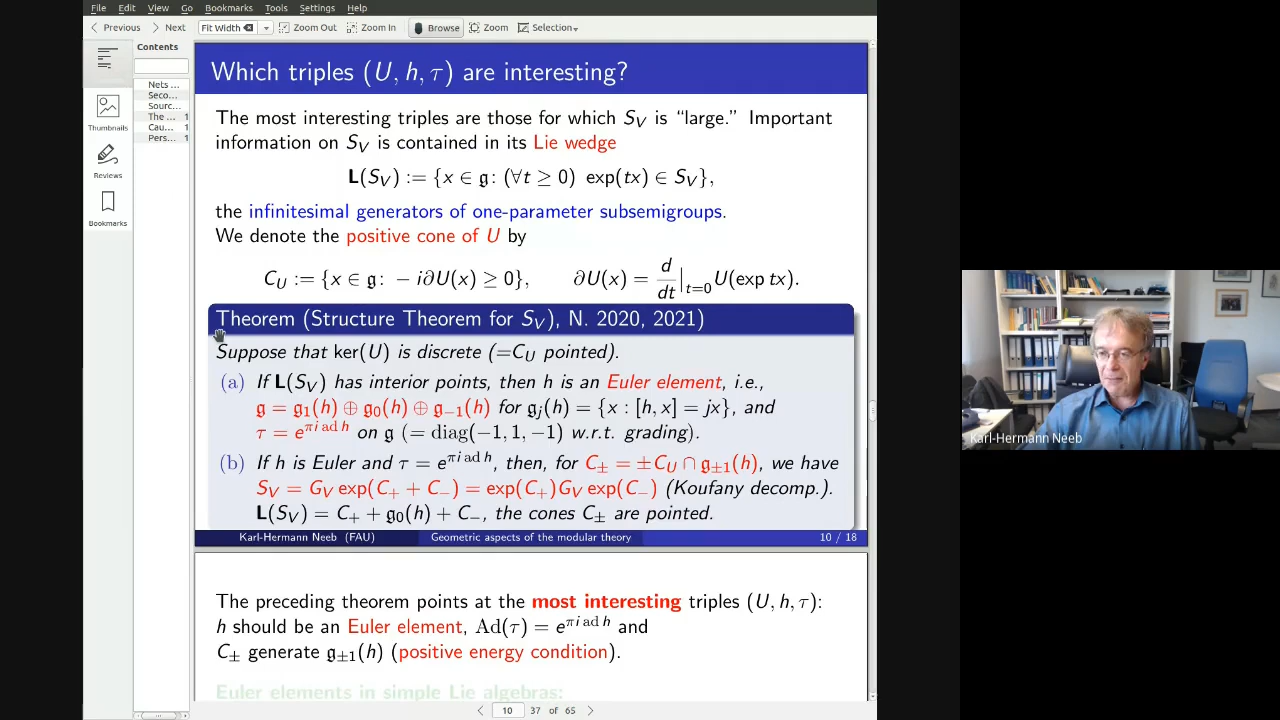 File Edit View Go Bookmarks Tools Settings Help
Previous Next Fit Width Zoom Out Zoom In Browse Zoom Selection
Contents
Nets ...
Seco...
Sourc...
The ... 1
Cau... 1
Pers... 1
Thumbnails
Reviews
Bookmarks
Which triples (U, h, τ) are interesting?
The most interesting triples are those for which S_V is “large.” Important
information on S_V is contained in its Lie wedge
L(S_V) := {x ∈ 𝔤: (∀t ≥ 0) exp(tx) ∈ S_V},
the infinitesimal generators of one-parameter subsemigroups.
We denote the positive cone of U by
C_U := {x ∈ 𝔤: − i∂U(x) ≥ 0}, ∂U(x) = d/dt|_{t=0} U(exp tx).
Theorem (Structure Theorem for S_V), N. 2020, 2021)
Suppose that ker(U) is discrete (=C_U pointed).
(a) If L(S_V) has interior points, then h is an Euler element, i.e.,
𝔤 = 𝔤_1(h) ⊕ 𝔤_0(h) ⊕ 𝔤_{−1}(h) for 𝔤_j(h) = {x : [h, x] = jx}, and
τ = e^{πi ad h} on 𝔤 (= diag(−1, 1, −1) w.r.t. grading).
(b) If h is Euler and τ = e^{πi ad h}, then, for C_± = ±C_U ∩ 𝔤_{±1}(h), we have
S_V = G_V exp(C_+ + C_−) = exp(C_+)G_V exp(C_−) (Koufany decomp.).
L(S_V) = C_+ + 𝔤_0(h) + C_−, the cones C_± are pointed.
Karl-Hermann Neeb (FAU) Geometric aspects of the modular theory 10 / 18
The preceding theorem points at the most interesting triples (U, h, τ):
h should be an Euler element, Ad(τ) = e^{πi ad h} and
C_± generate 𝔤_{±1}(h) (positive energy condition).
Euler elements in simple Lie algebras:
10 37 of 65
Karl-Hermann Neeb